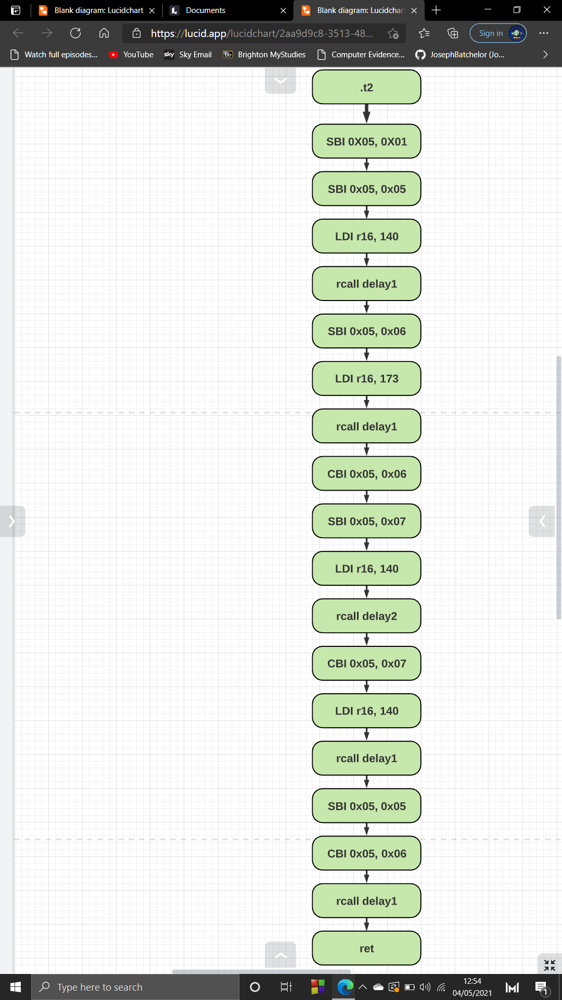 Blank diagram: Lucidchart
Documents
Blank diagram: Lucidchar
https://lucid.app/lucidchart/2aa9d9c8-3513-48...
Sign in
Watch full episodes...
YouTube
sky Sky Email
Bb Brighton MyStudies
Computer Evidence...
JosephBatchelor (Jo...
.t2
SBI 0X05, 0X01
SBI 0x05, 0x05
LDI r16, 140
rcall delay1
SBI 0x05, 0x06
LDI r16, 173
rcall delay1
CBI 0x05, 0x06
SBI 0x05, 0x07
LDI r16, 140
rcall delay2
CBI 0x05, 0x07
LDI r16, 140
rcall delay1
SBI 0x05, 0x05
CBI 0x05, 0x06
rcall delay1
ret
Type here to search
12:54
04/05/2021
1